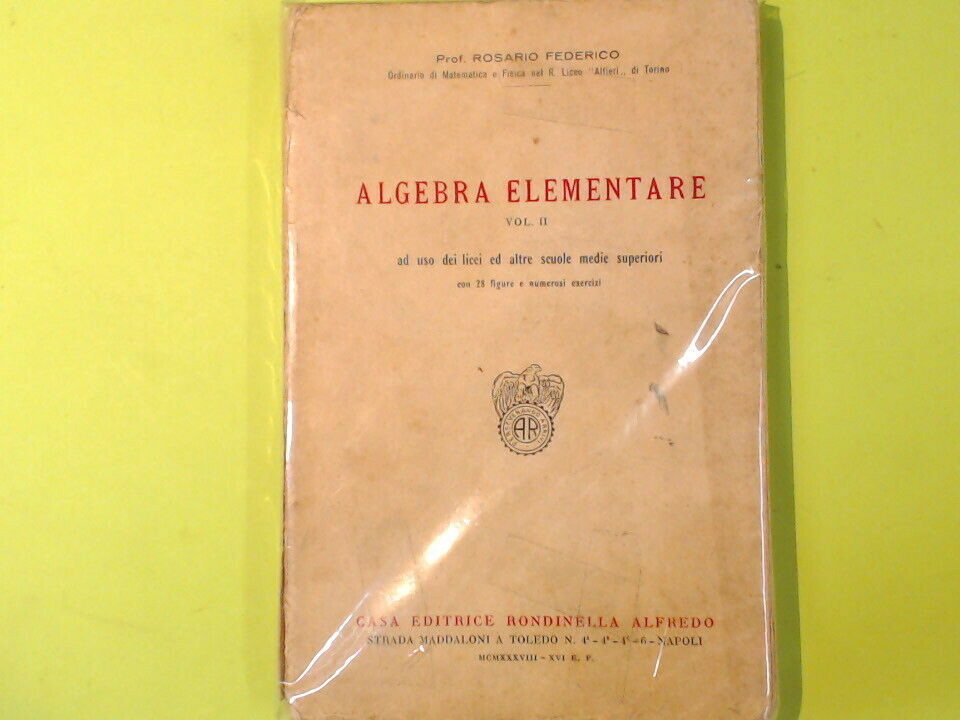 Prof. ROSARIO FEDERICO
Ordinario di Matematica e Fisica nel R. Liceo "Alfieri,, di Torino
ALGEBRA ELEMENTARE
VOL. II
ad uso dei licei ed altre scuole medie superiori
con 28 figure e numerosi esercizi
AR
CASA EDITRICE RONDINELLA ALFREDO
STRADA MADDALONI A TOLEDO N. 4ª - 4ª - 4ª - 6 - NAPOLI
MCMXXXVIII - XVI E. F.